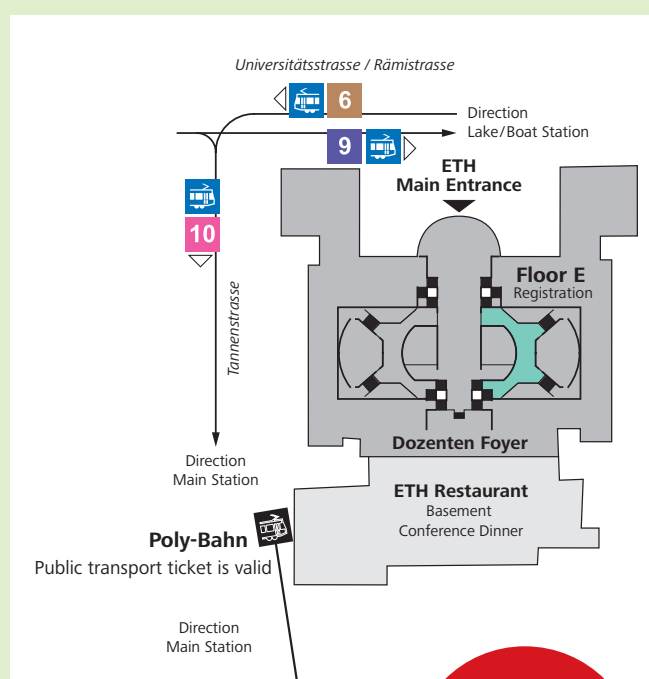 Universitätsstrasse / Rämistrasse
6
Direction
Lake/Boat Station
9
ETH
Main Entrance
10
Floor E
Registration
Tannenstrasse
Dozenten Foyer
Direction
Main Station
ETH Restaurant
Basement
Conference Dinner
Poly-Bahn
Public transport ticket is valid
Direction
Main Station